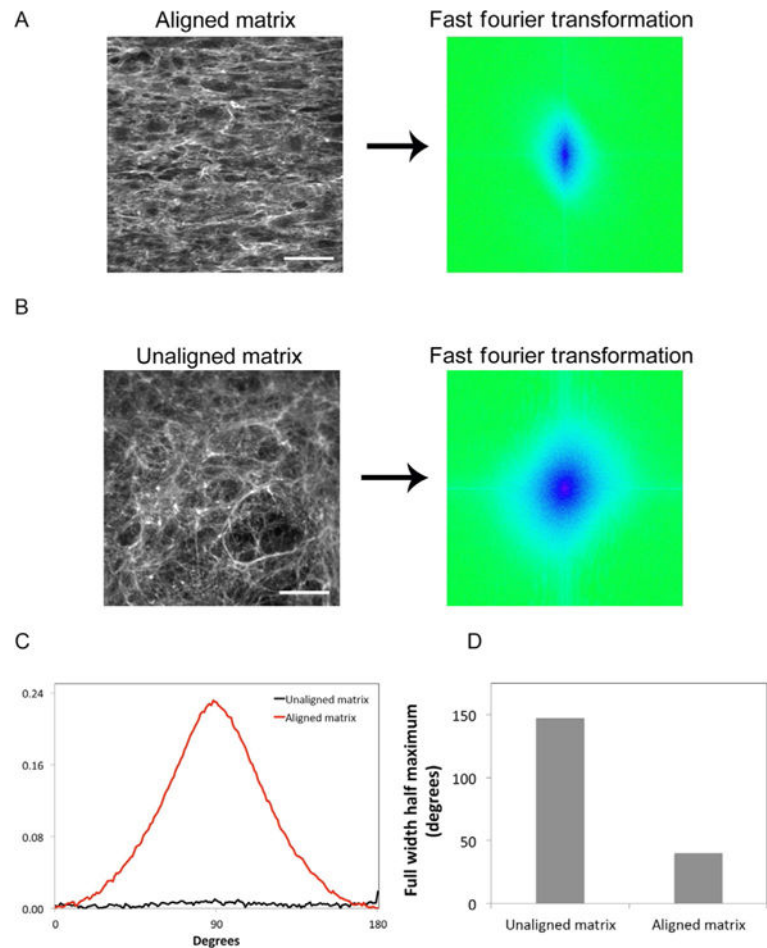 A
Aligned matrix
Fast fourier transformation
B
Unaligned matrix
Fast fourier transformation
C
0.24
0.16
0.08
0.00
Unaligned matrix
Aligned matrix
0
90
180
Degrees
D
Full width half maximum
(degrees)
150
100
50
0
Unaligned matrix
Aligned matrix